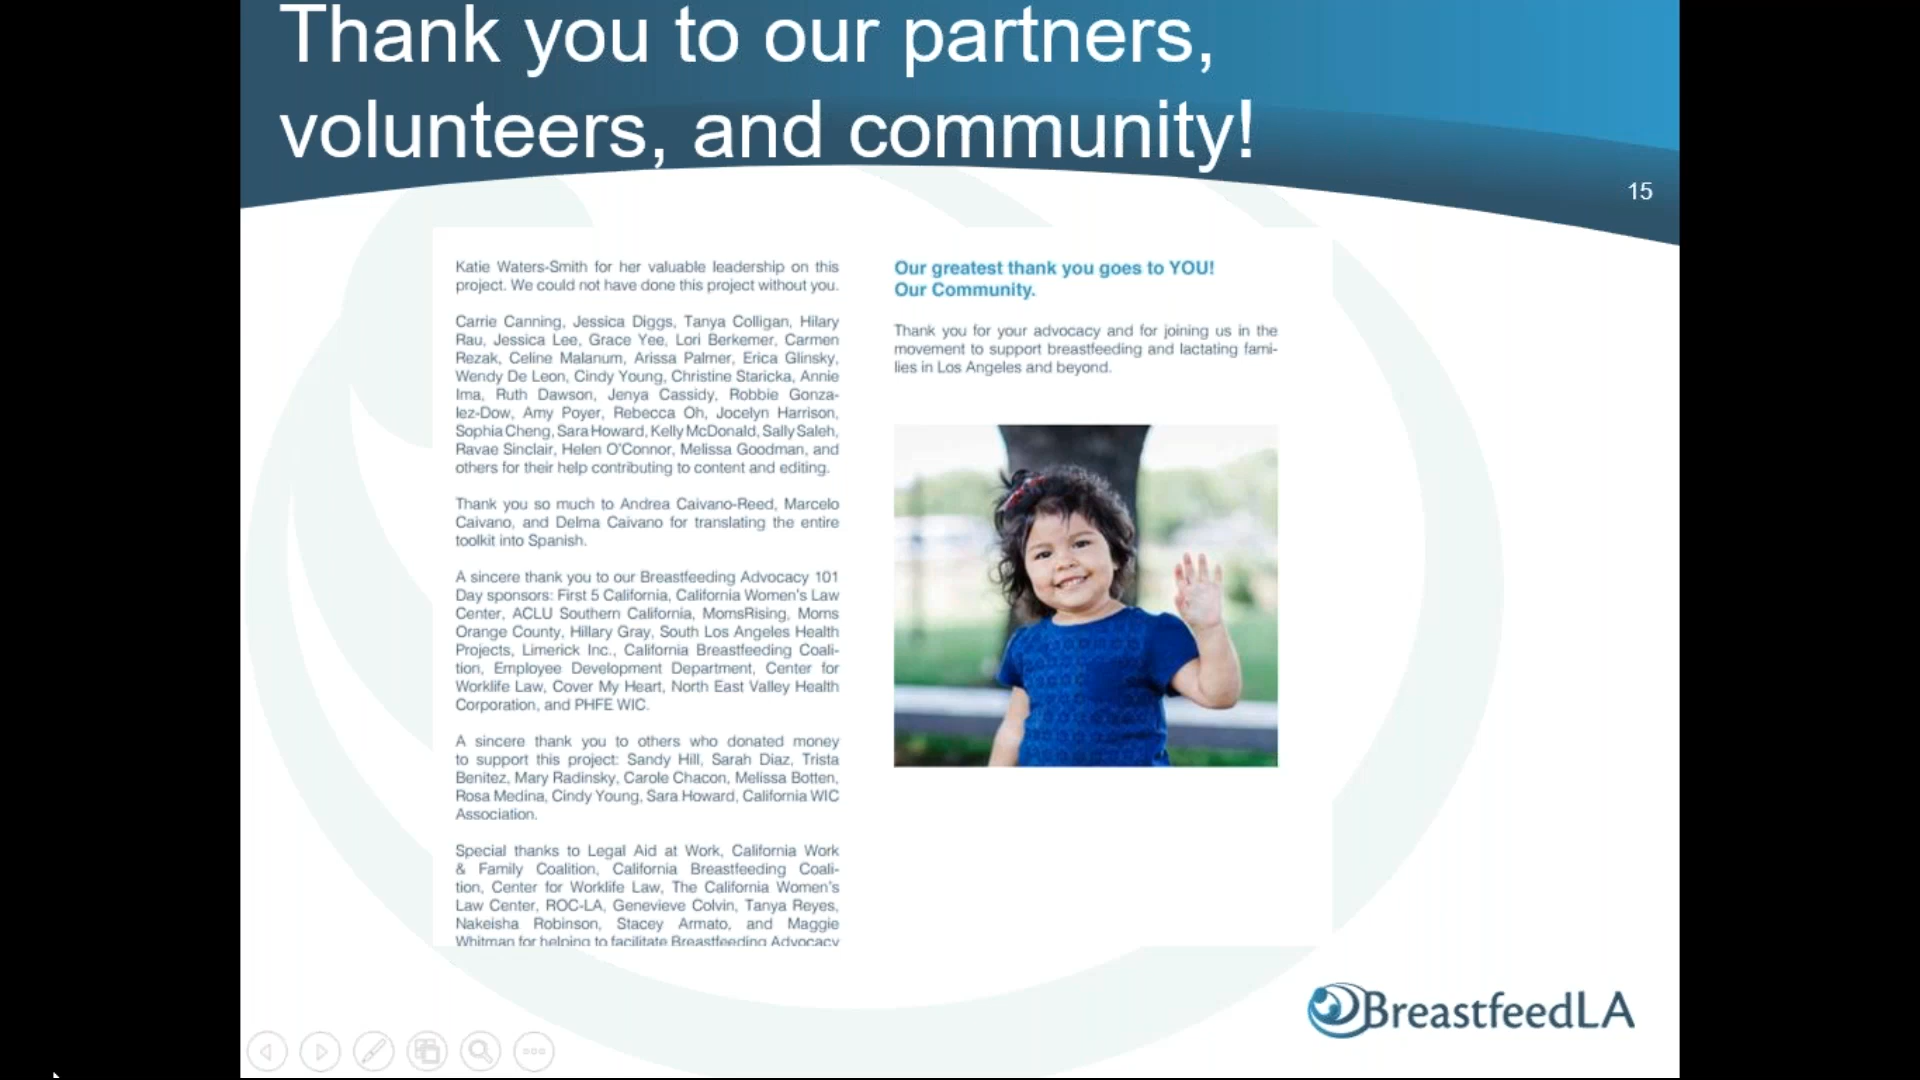 Thank you to our partners,
volunteers, and community!
15
Katie Waters-Smith for her valuable leadership on this
project. We could not have done this project without you.
Carrie Canning, Jessica Diggs, Tanya Colligan, Hilary
Rau, Jessica Lee, Grace Yee, Lori Berkemer, Carmen
Rezak, Celine Malanum, Arissa Palmer, Erica Glinsky,
Wendy De Leon, Cindy Young, Christine Staricka, Annie
Ima, Ruth Dawson, Jenya Cassidy, Robbie Gonza-
lez-Dow, Amy Poyer, Rebecca Oh, Jocelyn Harrison,
Sophia Cheng, Sara Howard, Kelly McDonald, Sally Saleh,
Ravae Sinclair, Helen O'Connor, Melissa Goodman, and
others for their help contributing to content and editing.
Thank you so much to Andrea Caivano-Reed, Marcelo
Caivano, and Delma Caivano for translating the entire
toolkit into Spanish.
A sincere thank you to our Breastfeeding Advocacy 101
Day sponsors: First 5 California, California Women's Law
Center, ACLU Southern California, MomsRising, Moms
Orange County, Hillary Gray, South Los Angeles Health
Projects, Limerick Inc., California Breastfeeding Coali-
tion, Employee Development Department, Center for
Worklife Law, Cover My Heart, North East Valley Health
Corporation, and PHFE WIC.
A sincere thank you to others who donated money
to support this project: Sandy Hill, Sarah Diaz, Trista
Benitez, Mary Radinsky, Carole Chacon, Melissa Botten,
Rosa Medina, Cindy Young, Sara Howard, California WIC
Association.
Special thanks to Legal Aid at Work, California Work
& Family Coalition, California Breastfeeding Coali-
tion, Center for Worklife Law, The California Women's
Law Center, ROC-LA, Genevieve Colvin, Tanya Reyes,
Nakeisha Robinson, Stacey Armato, and Maggie
Whitman for helping to facilitate Breastfeeding Advocacy
Our greatest thank you goes to YOU!
Our Community.
Thank you for your advocacy and for joining us in the
movement to support breastfeeding and lactating fami-
lies in Los Angeles and beyond.
BreastfeedLA